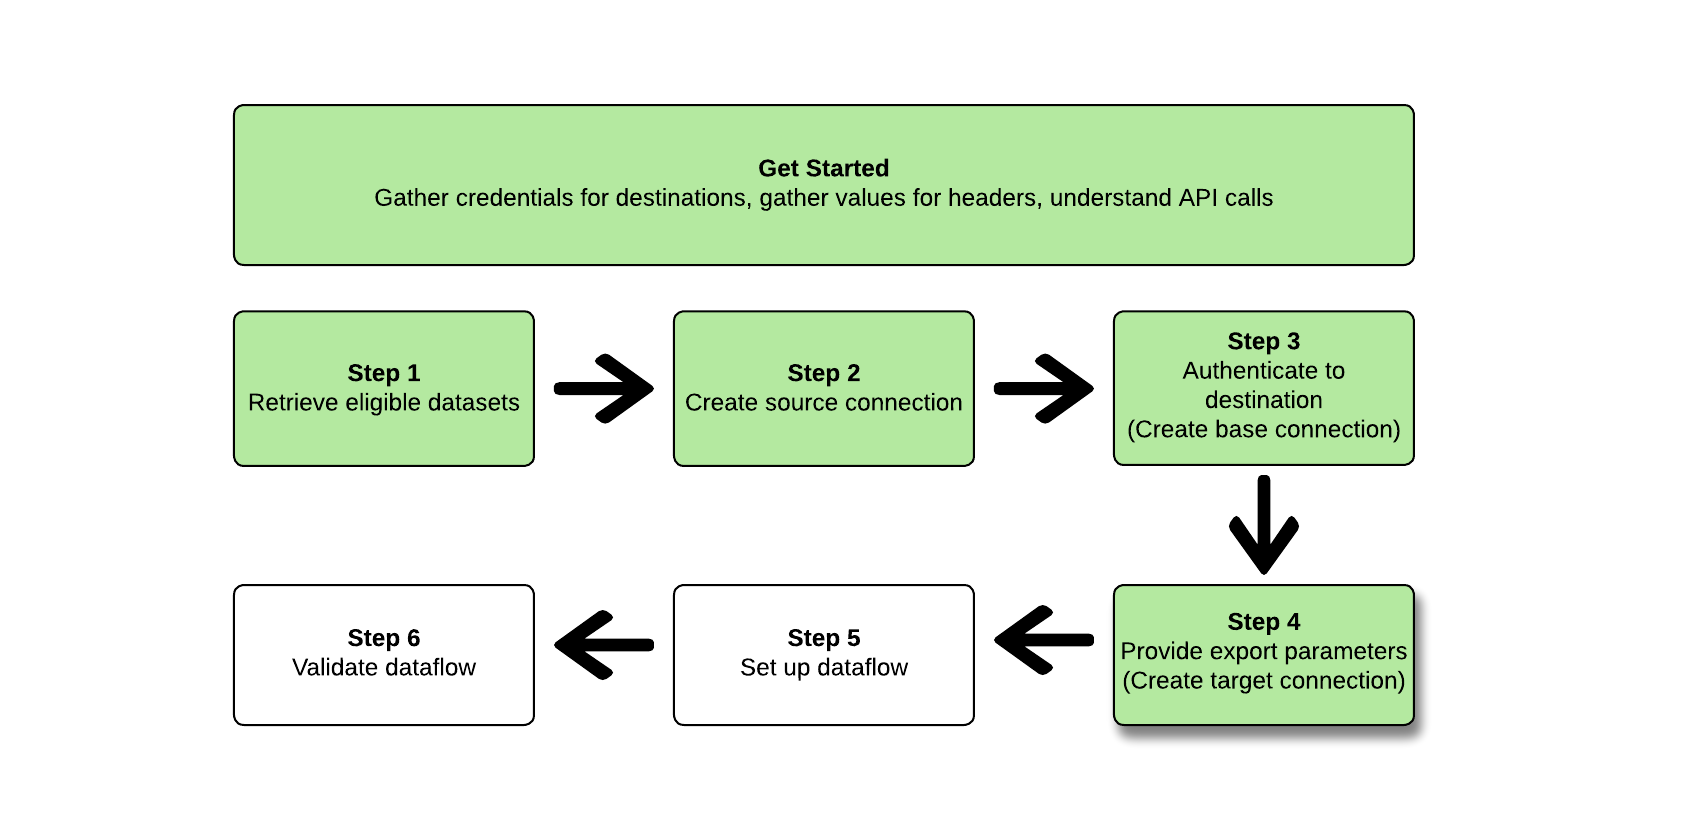 Get Started
Gather credentials for destinations, gather values for headers, understand API calls
Step 1
Retrieve eligible datasets
Step 2
Create source connection
Step 3
Authenticate to
destination
(Create base connection)
Step 4
Provide export parameters
(Create target connection)
Step 5
Set up dataflow
Step 6
Validate dataflow